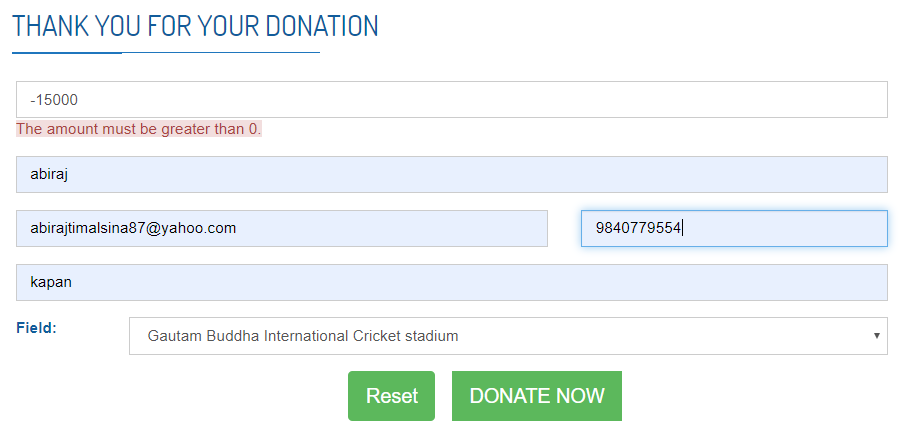 THANK YOU FOR YOUR DONATION
-15000
The amount must be greater than 0.
abiraj
abirajtimalsina87@yahoo.com 9840779554
kapan
Field: Gautam Buddha International Cricket stadium
Reset DONATE NOW